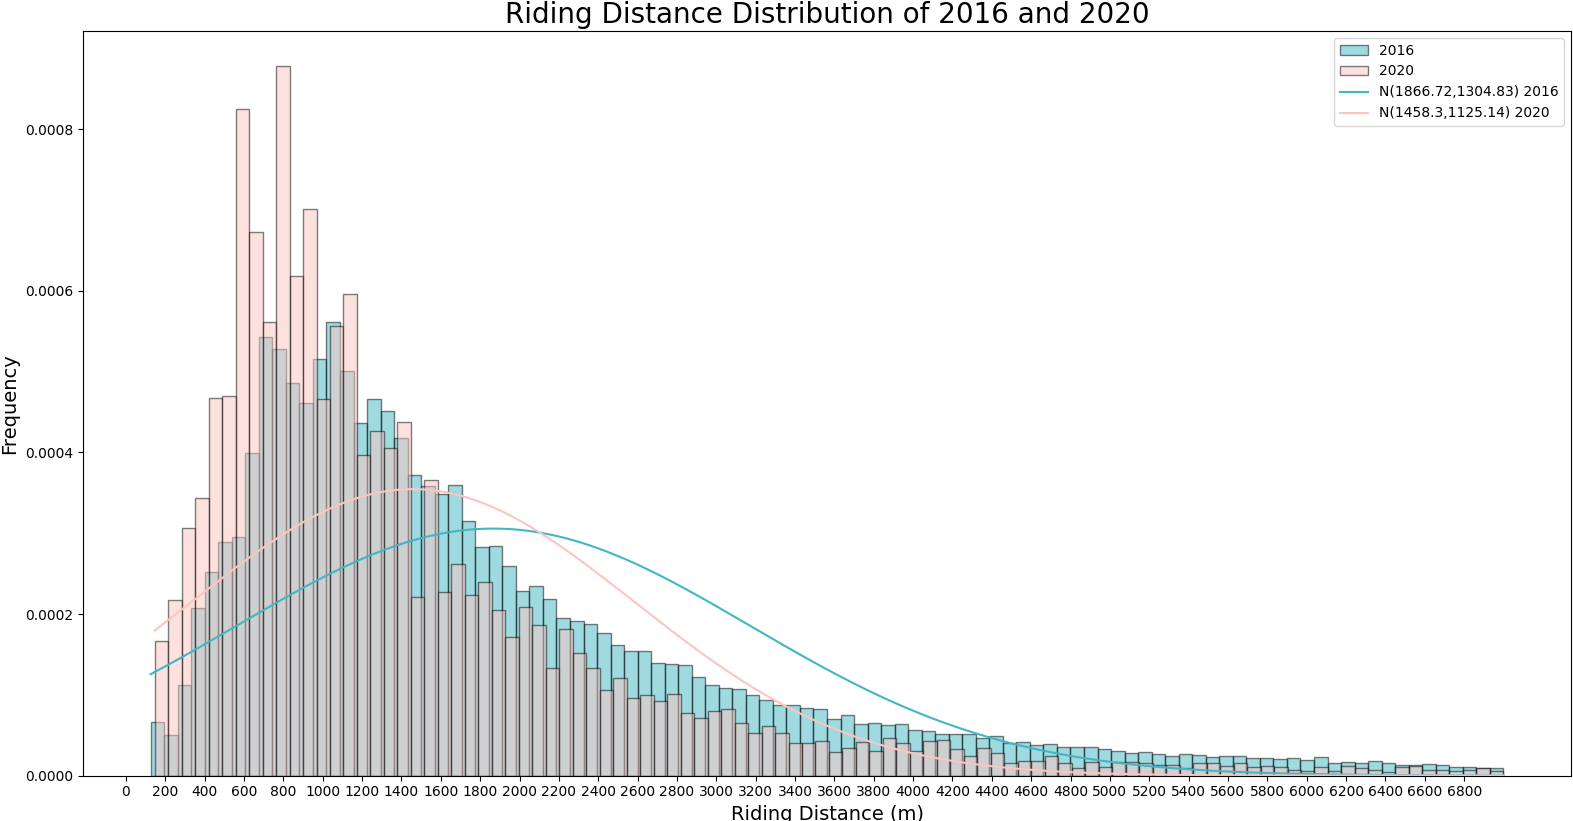 Riding Distance Distribution of 2016 and 2020
2016
2020
N(1866.72,1304.83) 2016
N(1458.3,1125.14) 2020
Frequency
0.0008
0.0006
0.0004
0.0002
0.0000
0 200 400 600 800 1000 1200 1400 1600 1800 2000 2200 2400 2600 2800 3000 3200 3400 3600 3800 4000 4200 4400 4600 4800 5000 5200 5400 5600 5800 6000 6200 6400 6600 6800
Riding Distance (m)